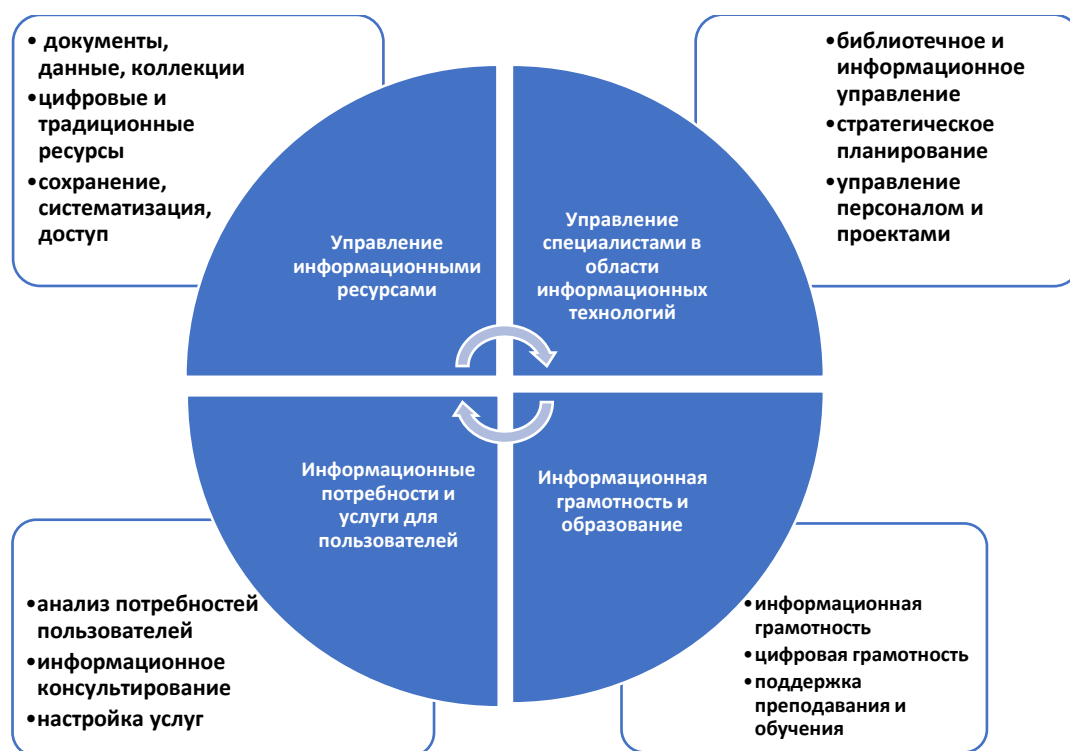 • документы,
данные, коллекции
•цифровые и
традиционные
ресурсы
•сохранение,
систематизация,
доступ
•библиотечное и
информационное
управление
•стратегическое
планирование
•управление
персоналом и
проектами
Управление
информационными
ресурсами
Управление
специалистами в
области
информационных
технологий
Информационные
потребности и
услуги для
пользователей
Информационная
грамотность и
образование
•анализ потребностей
пользователей
•информационное
консультирование
•настройка услуг
•информационная
грамотность
•цифровая грамотность
•поддержка
преподавания и
обучения